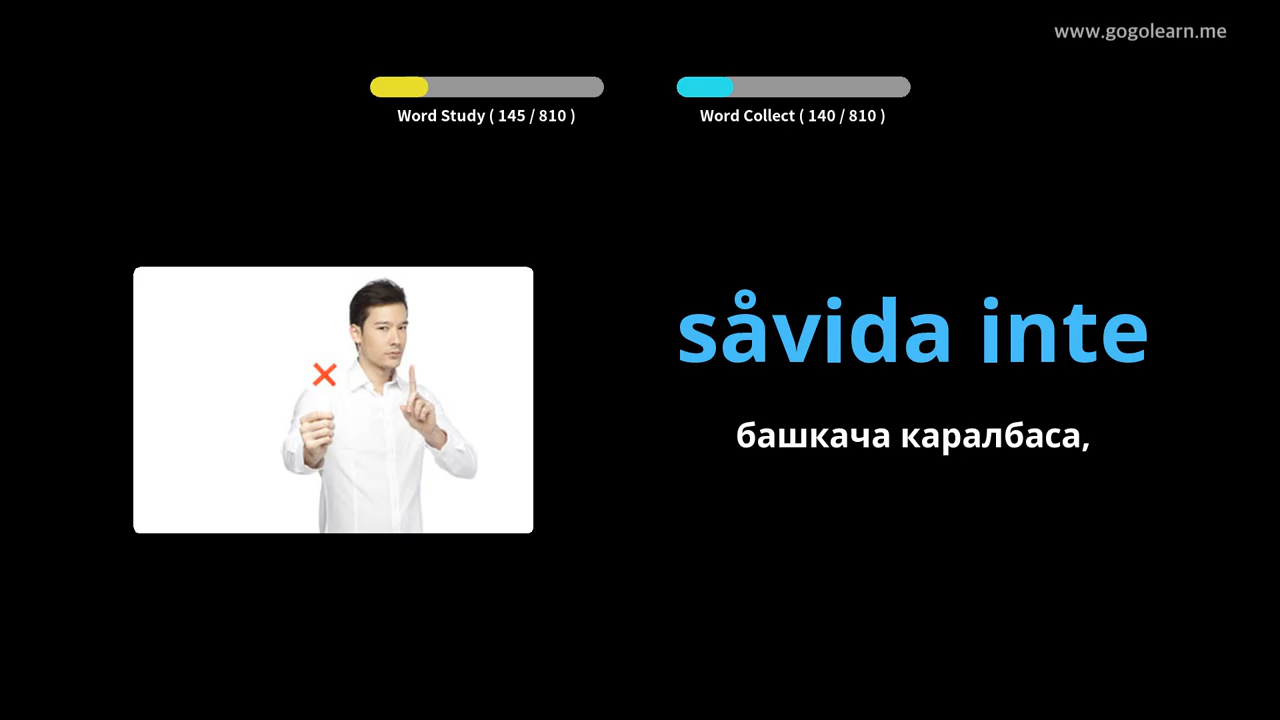 www.gogolearn.me
Word Study ( 145 / 810 )
Word Collect ( 140 / 810 )
såvida inte
башкача каралбаса,